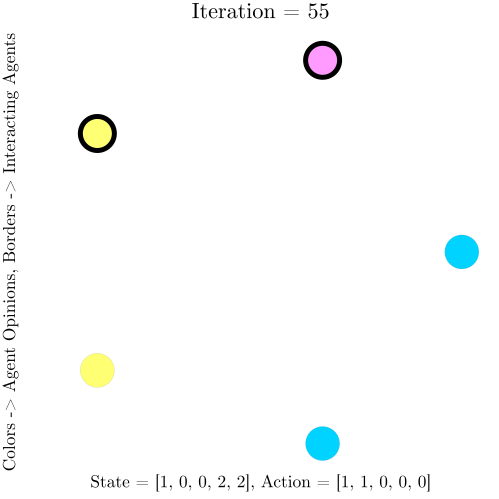 Iteration = 55
Colors -> Agent Opinions, Borders -> Interacting Agents
State = [1, 0, 0, 2, 2], Action = [1, 1, 0, 0, 0]